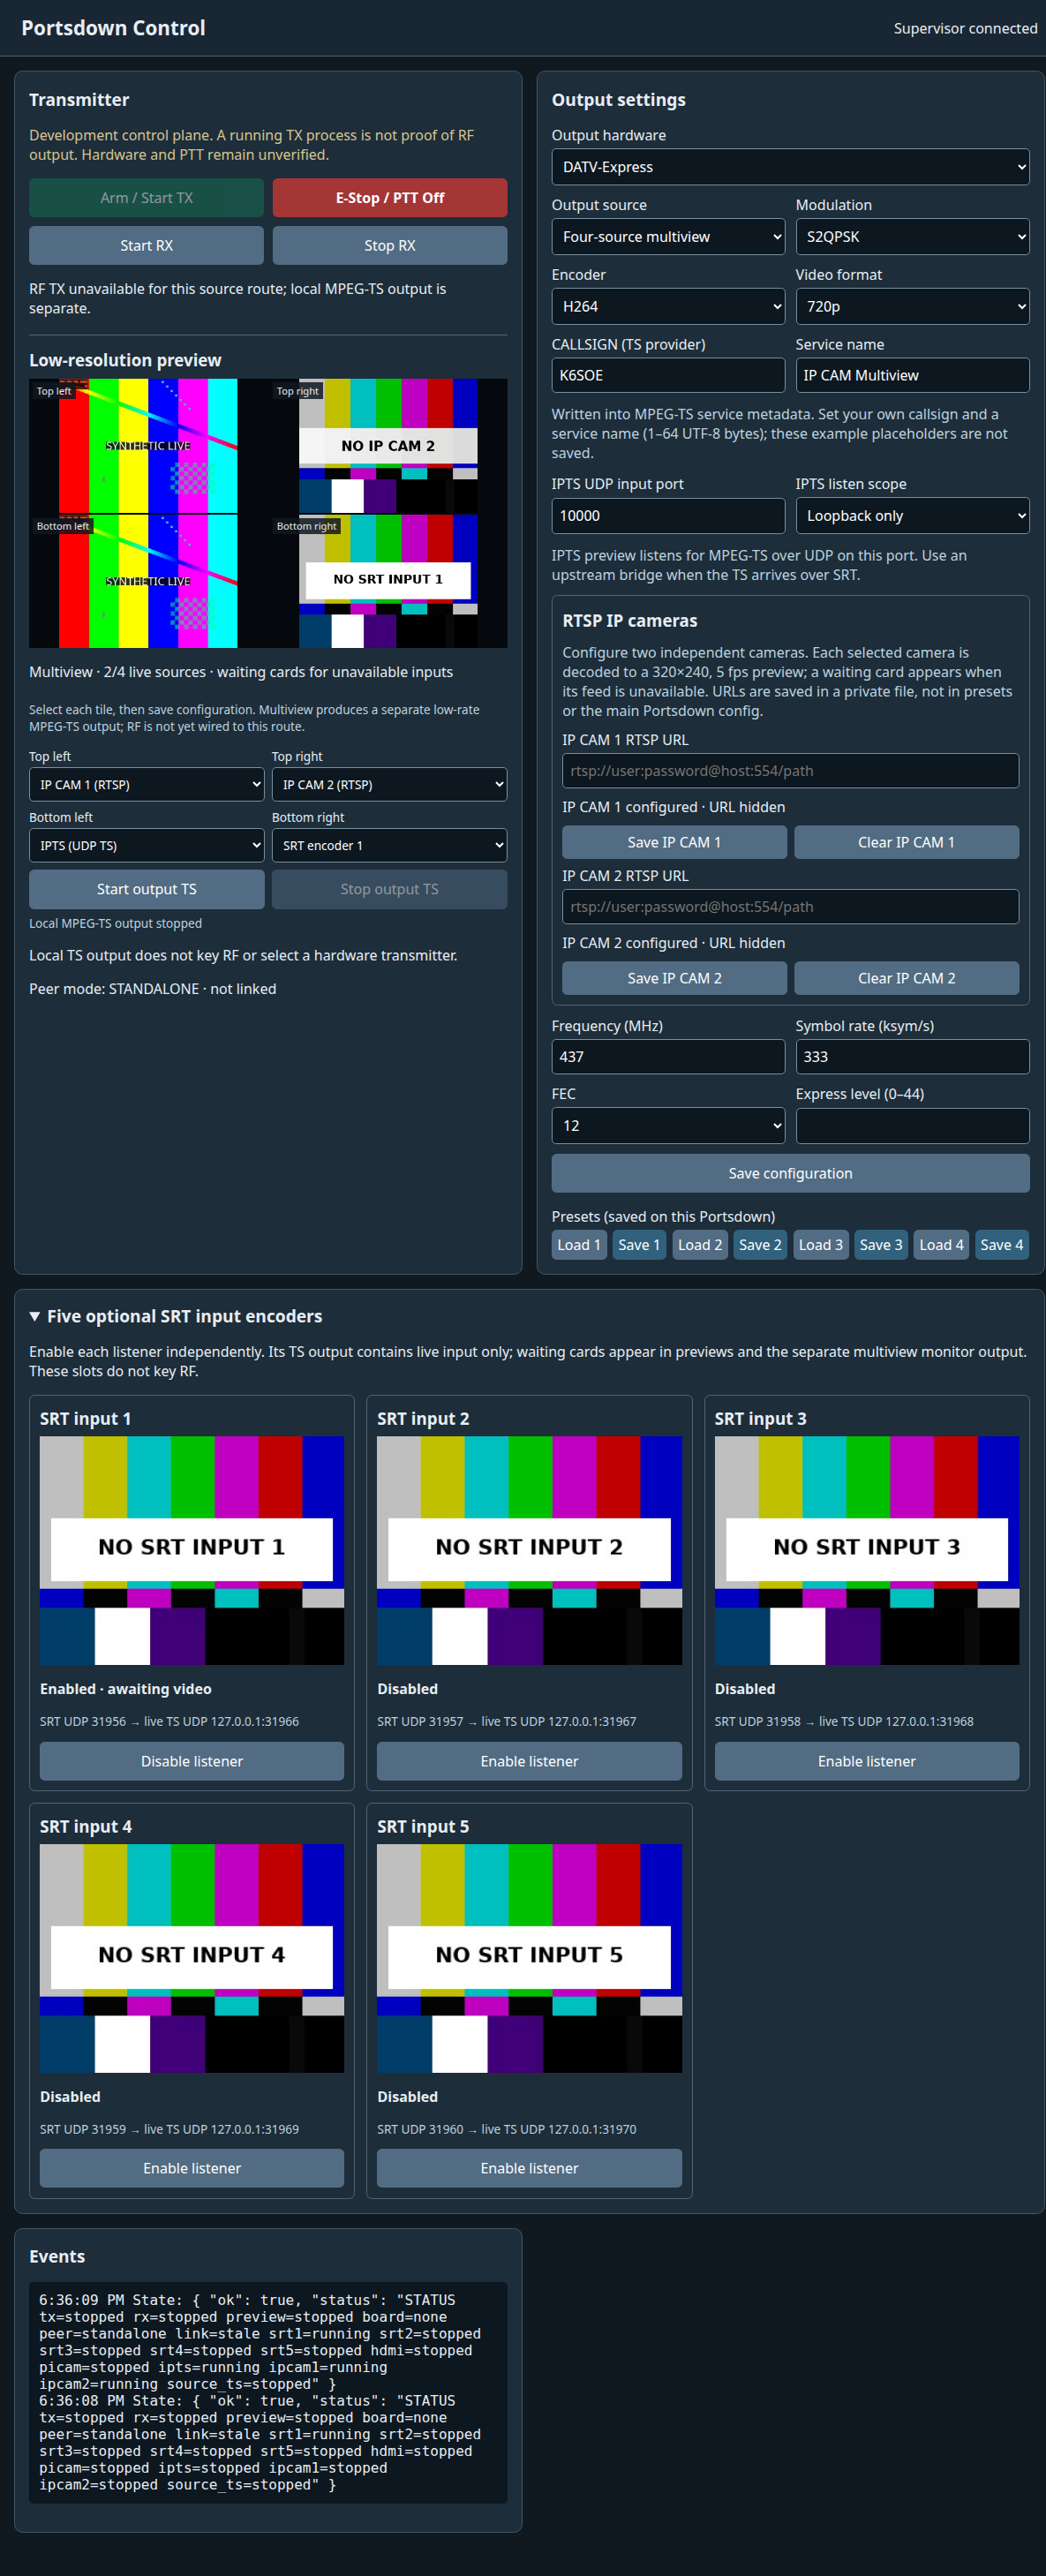 Portsdown Control
Supervisor connected
Transmitter
Development control plane. A running TX process is not proof of RF
output. Hardware and PTT remain unverified.
Arm / Start TX
E-Stop / PTT Off
Start RX
Stop RX
RF TX unavailable for this source route; local MPEG-TS output is
separate.
Low-resolution preview
Top left
SYNTHETIC LIVE
Top right
NO IP CAM 2
Bottom left
SYNTHETIC LIVE
Bottom right
NO SRT INPUT 1
Multiview · 2/4 live sources · waiting cards for unavailable inputs
Select each tile, then save configuration. Multiview produces a separate low-rate
MPEG-TS output; RF is not yet wired to this route.
Top left
Top right
IP CAM 1 (RTSP)
IP CAM 2 (RTSP)
Bottom left
Bottom right
IPTS (UDP TS)
SRT encoder 1
Start output TS
Stop output TS
Local MPEG-TS output stopped
Local TS output does not key RF or select a hardware transmitter.
Peer mode: STANDALONE · not linked
Output settings
Output hardware
DATV-Express
Output source
Modulation
Four-source multiview
S2QPSK
Encoder
Video format
H264
720p
CALLSIGN (TS provider)
Service name
K6SOE
IP CAM Multiview
Written into MPEG-TS service metadata. Set your own callsign and a
service name (1–64 UTF-8 bytes); these example placeholders are not
saved.
IPTS UDP input port
IPTS listen scope
10000
Loopback only
IPTS preview listens for MPEG-TS over UDP on this port. Use an
upstream bridge when the TS arrives over SRT.
RTSP IP cameras
Configure two independent cameras. Each selected camera is
decoded to a 320×240, 5 fps preview; a waiting card appears when
its feed is unavailable. URLs are saved in a private file, not in presets
or the main Portsdown config.
IP CAM 1 RTSP URL
rtsp://user:password@host:554/path
IP CAM 1 configured · URL hidden
Save IP CAM 1
Clear IP CAM 1
IP CAM 2 RTSP URL
rtsp://user:password@host:554/path
IP CAM 2 configured · URL hidden
Save IP CAM 2
Clear IP CAM 2
Frequency (MHz)
Symbol rate (ksym/s)
437
333
FEC
Express level (0–44)
12
Save configuration
Presets (saved on this Portsdown)
Load 1
Save 1
Load 2
Save 2
Load 3
Save 3
Load 4
Save 4
▼ Five optional SRT input encoders
Enable each listener independently. Its TS output contains live input only; waiting cards appear in previews and the separate multiview monitor output.
These slots do not key RF.
SRT input 1
NO SRT INPUT 1
Enabled · awaiting video
SRT UDP 31956 → live TS UDP 127.0.0.1:31966
Disable listener
SRT input 2
NO SRT INPUT 2
Disabled
SRT UDP 31957 → live TS UDP 127.0.0.1:31967
Enable listener
SRT input 3
NO SRT INPUT 3
Disabled
SRT UDP 31958 → live TS UDP 127.0.0.1:31968
Enable listener
SRT input 4
NO SRT INPUT 4
Disabled
SRT UDP 31959 → live TS UDP 127.0.0.1:31969
Enable listener
SRT input 5
NO SRT INPUT 5
Disabled
SRT UDP 31960 → live TS UDP 127.0.0.1:31970
Enable listener
Events
6:36:09 PM State: { "ok": true, "status": "STATUS
tx=stopped rx=stopped preview=stopped board=none
peer=standalone link=stale srt1=running srt2=stopped
srt3=stopped srt4=stopped srt5=stopped hdmi=stopped
picam=stopped ipts=running ipcam1=running
ipcam2=running source_ts=stopped" }
6:36:08 PM State: { "ok": true, "status": "STATUS
tx=stopped rx=stopped preview=stopped board=none
peer=standalone link=stale srt1=running srt2=stopped
srt3=stopped srt4=stopped srt5=stopped hdmi=stopped
picam=stopped ipts=stopped ipcam1=stopped
ipcam2=stopped source_ts=stopped" }